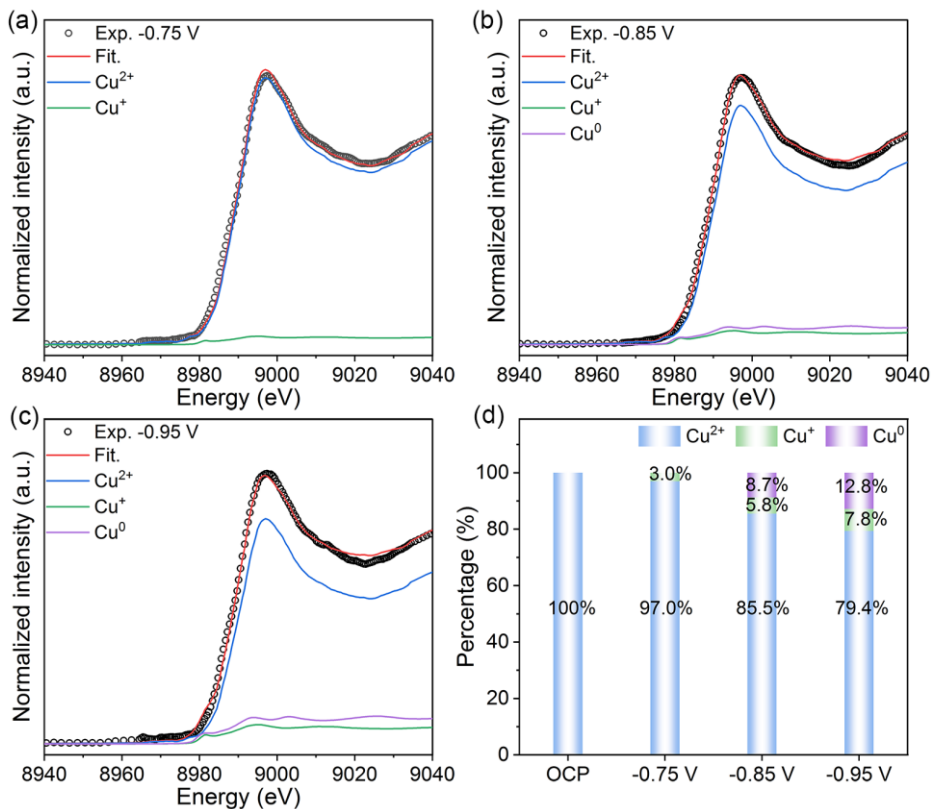 (a)
Exp. -0.75 V
Fit.
Cu²⁺
Cu⁺
Normalized intensity (a.u.)
8940 8960 8980 9000 9020 9040
Energy (eV)
(b)
Exp. -0.85 V
Fit.
Cu²⁺
Cu⁺
Cu⁰
Normalized intensity (a.u.)
8940 8960 8980 9000 9020 9040
Energy (eV)
(c)
Exp. -0.95 V
Fit.
Cu²⁺
Cu⁺
Cu⁰
Normalized intensity (a.u.)
8940 8960 8980 9000 9020 9040
Energy (eV)
(d)
Cu²⁺ Cu⁺ Cu⁰
Percentage (%)
100
80
60
40
20
0
3.0%
8.7%
12.8%
5.8%
7.8%
100%
97.0%
85.5%
79.4%
OCP -0.75 V -0.85 V -0.95 V